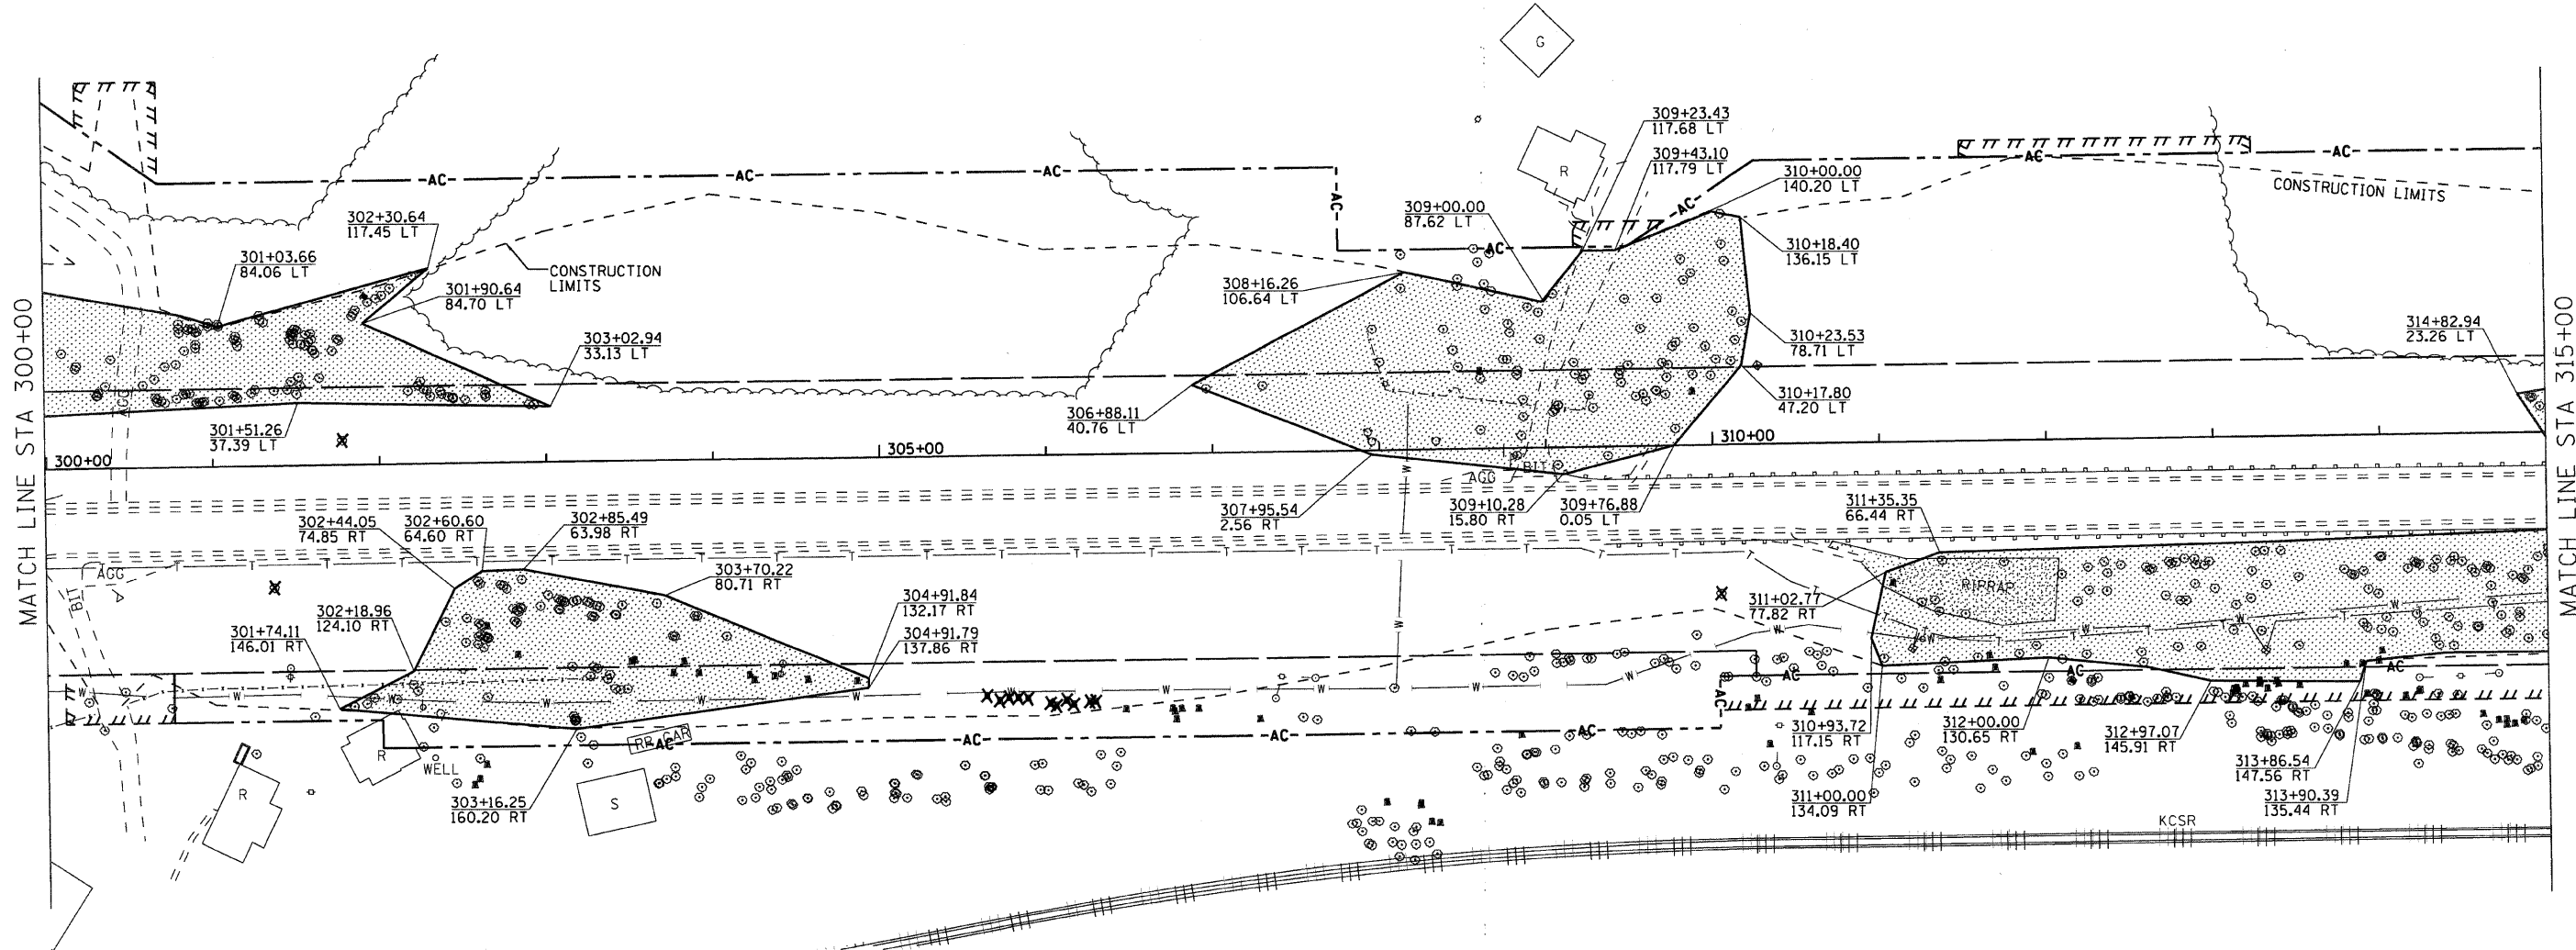 G
309+23.43
117.68 LT
309+43.10
117.79 LT
R
-AC-
-AC-
-AC-
-AC-
-AC-
310+00.00
140.20 LT
CONSTRUCTION LIMITS
302+30.64
117.45 LT
309+00.00
87.62 LT
-AC-
-AC-
-AC-
301+03.66
84.06 LT
CONSTRUCTION
LIMITS
310+18.40
136.15 LT
301+90.64
84.70 LT
308+16.26
106.64 LT
303+02.94
33.13 LT
310+23.53
78.71 LT
314+82.94
23.26 LT
MATCH LINE STA 300+00
MATCH LINE STA 315+00
AGG
306+88.11
40.76 LT
310+17.80
47.20 LT
301+51.26
37.39 LT
300+00
305+00
310+00
W
BIT
AGG
307+95.54
2.56 RT
309+10.28
15.80 RT
309+76.88
0.05 LT
311+35.35
66.44 RT
302+44.05
74.85 RT
302+60.60
64.60 RT
302+85.49
63.98 RT
T T T T T T T T T T T T
AGG
BIT
303+70.22
80.71 RT
RIPRAP
311+02.77
77.82 RT
302+18.96
124.10 RT
304+91.84
132.17 RT
304+91.79
137.86 RT
301+74.11
146.01 RT
W
W W W W W W W W W W
-AC-
AC
AC
AC
RR CAR
-AC-
-AC-
-AC-
-AC-
R
WELL
R
S
303+16.25
160.20 RT
310+93.72
117.15 RT
312+00.00
130.65 RT
312+97.07
145.91 RT
313+86.54
147.56 RT
311+00.00
134.09 RT
313+90.39
135.44 RT
KCSR